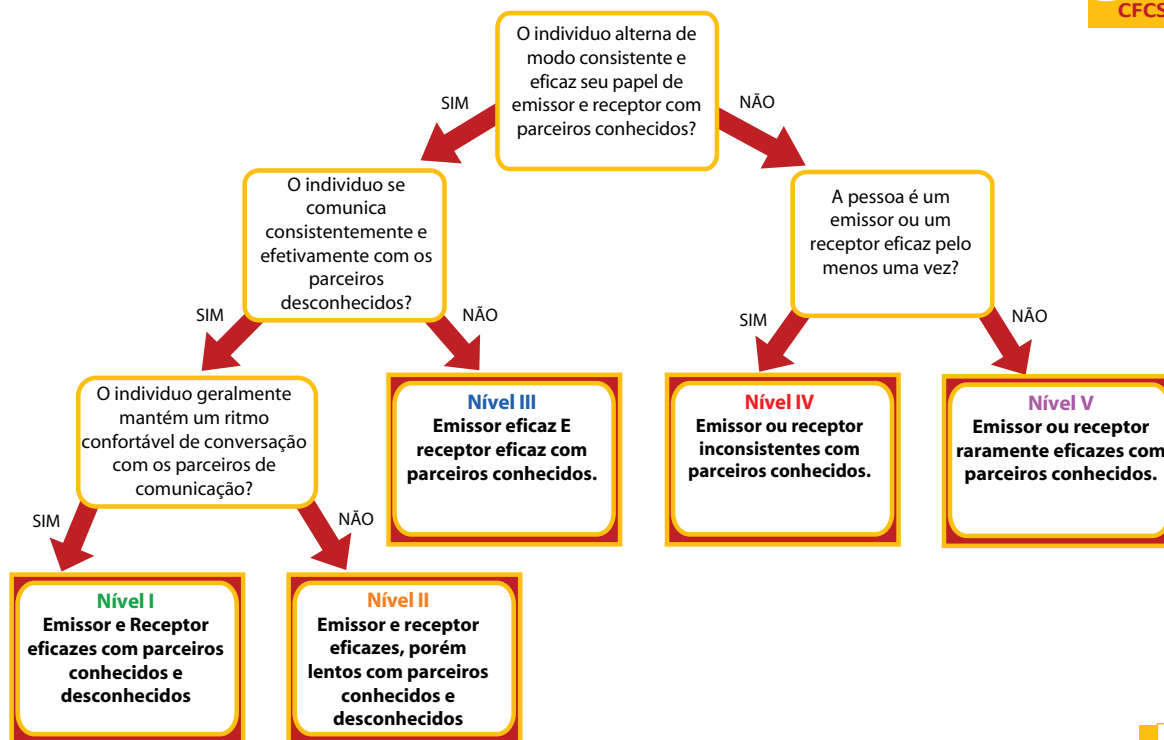 CFCS
O individuo alterna de
modo consistente e
eficaz seu papel de
emissor e receptor com
parceiros conhecidos?
SIM
NÃO
O individuo se
comunica
consistentemente e
efetivamente com os
parceiros
desconhecidos?
A pessoa é um
emissor ou um
receptor eficaz pelo
menos uma vez?
SIM
NÃO
SIM
NÃO
O individuo geralmente
mantém um ritmo
confortável de conversação
com os parceiros de
comunicação?
Nível III
Emissor eficaz E
receptor eficaz com
parceiros conhecidos.
Nível IV
Emissor ou receptor
inconsistentes com
parceiros conhecidos.
Nível V
Emissor ou receptor
raramente eficazes com
parceiros conhecidos.
SIM
NÃO
Nível I
Emissor e Receptor
eficazes com parceiros
conhecidos e
desconhecidos
Nível II
Emissor e receptor
eficazes, porém
lentos com parceiros
conhecidos e
desconhecidos